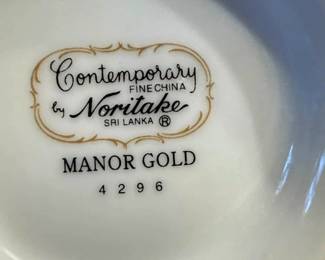 Contemporary
FINE CHINA
by Noritake
SRI LANKA ®
MANOR GOLD
4296